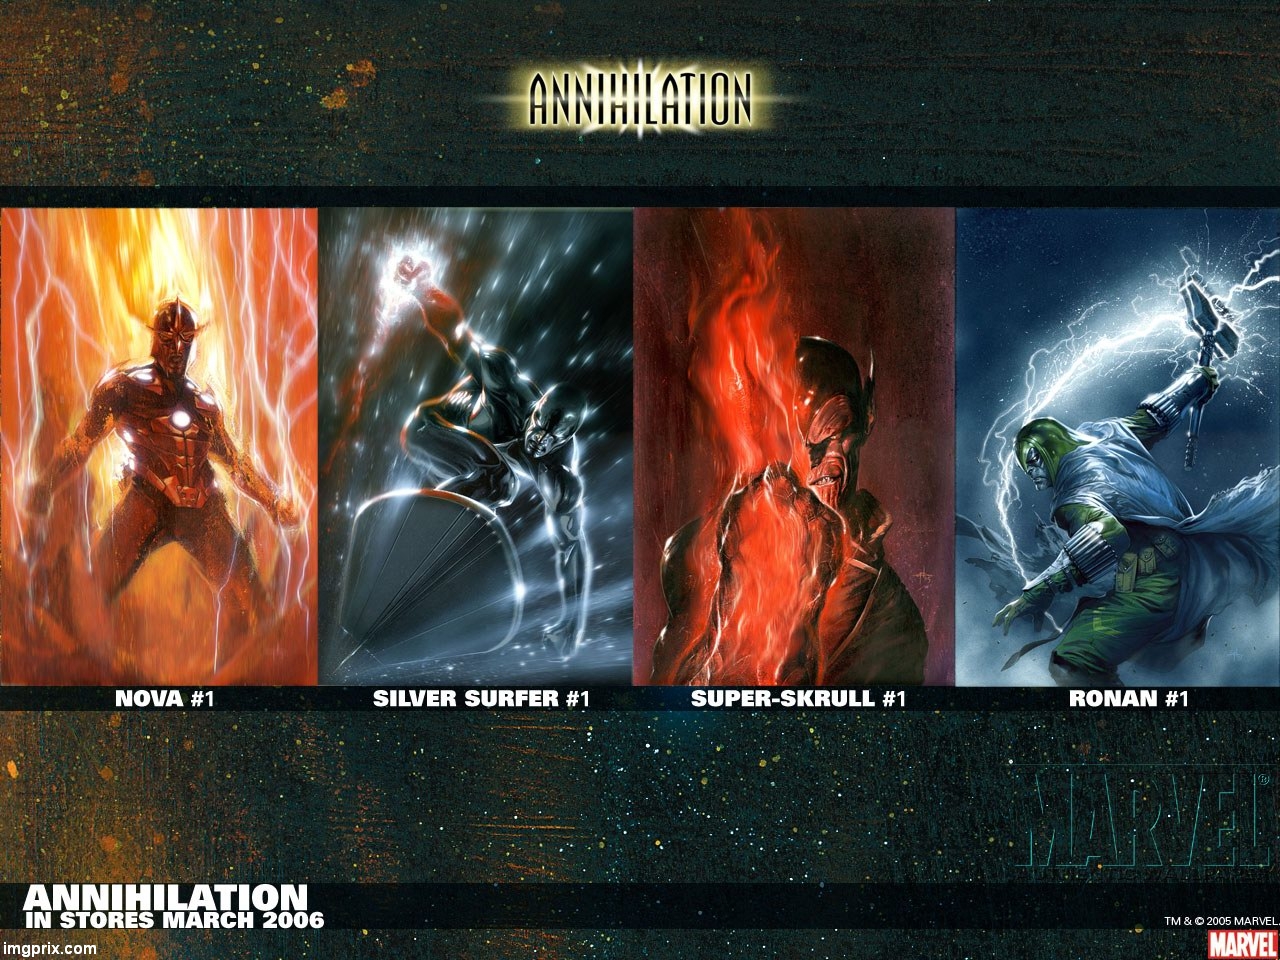 ANNIHILATION
NOVA #1
SILVER SURFER #1
SUPER-SKRULL #1
RONAN #1
MARVEL®
ANNIHILATION
IN STORES MARCH 2006
TM & © 2005 MARVEL.
imgprix.com
MARVEL